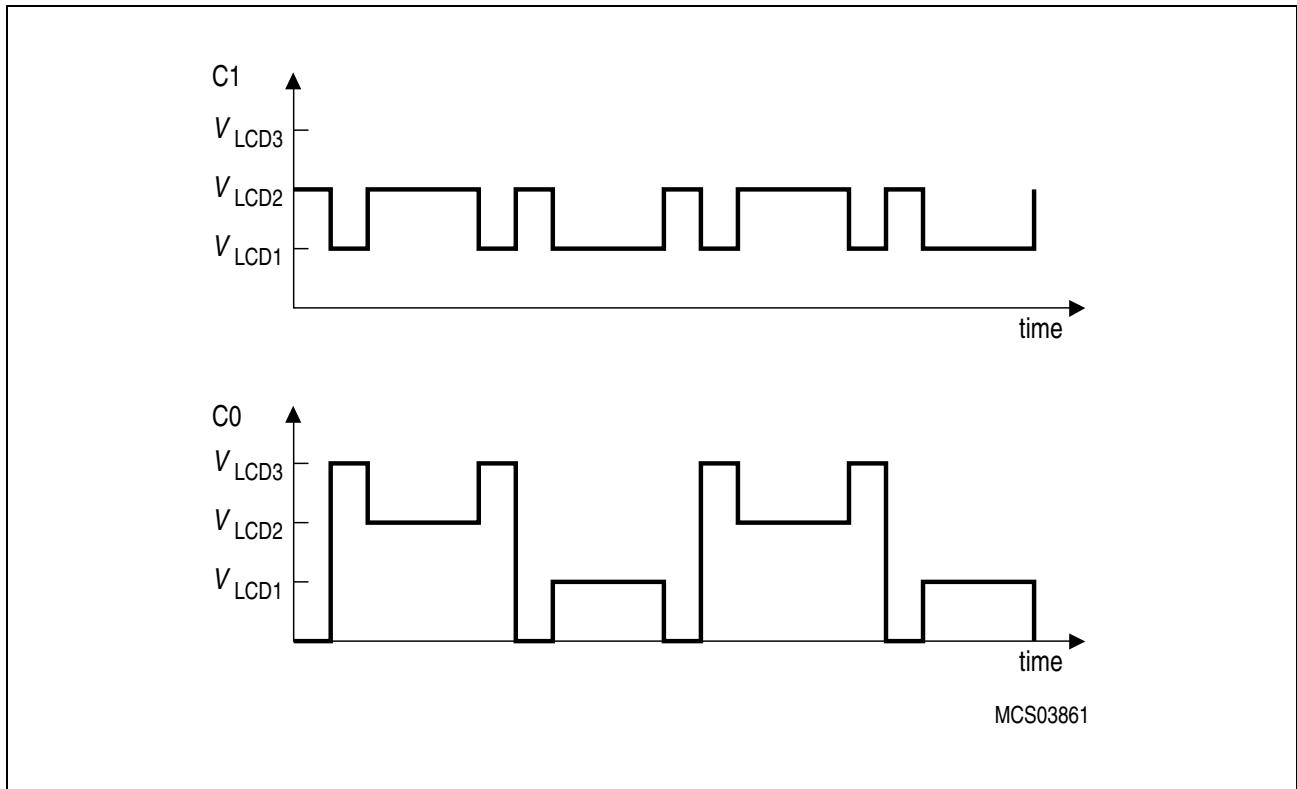 C1
V LCD3
V LCD2
V LCD1
time
C0
V LCD3
V LCD2
V LCD1
time
MCS03861